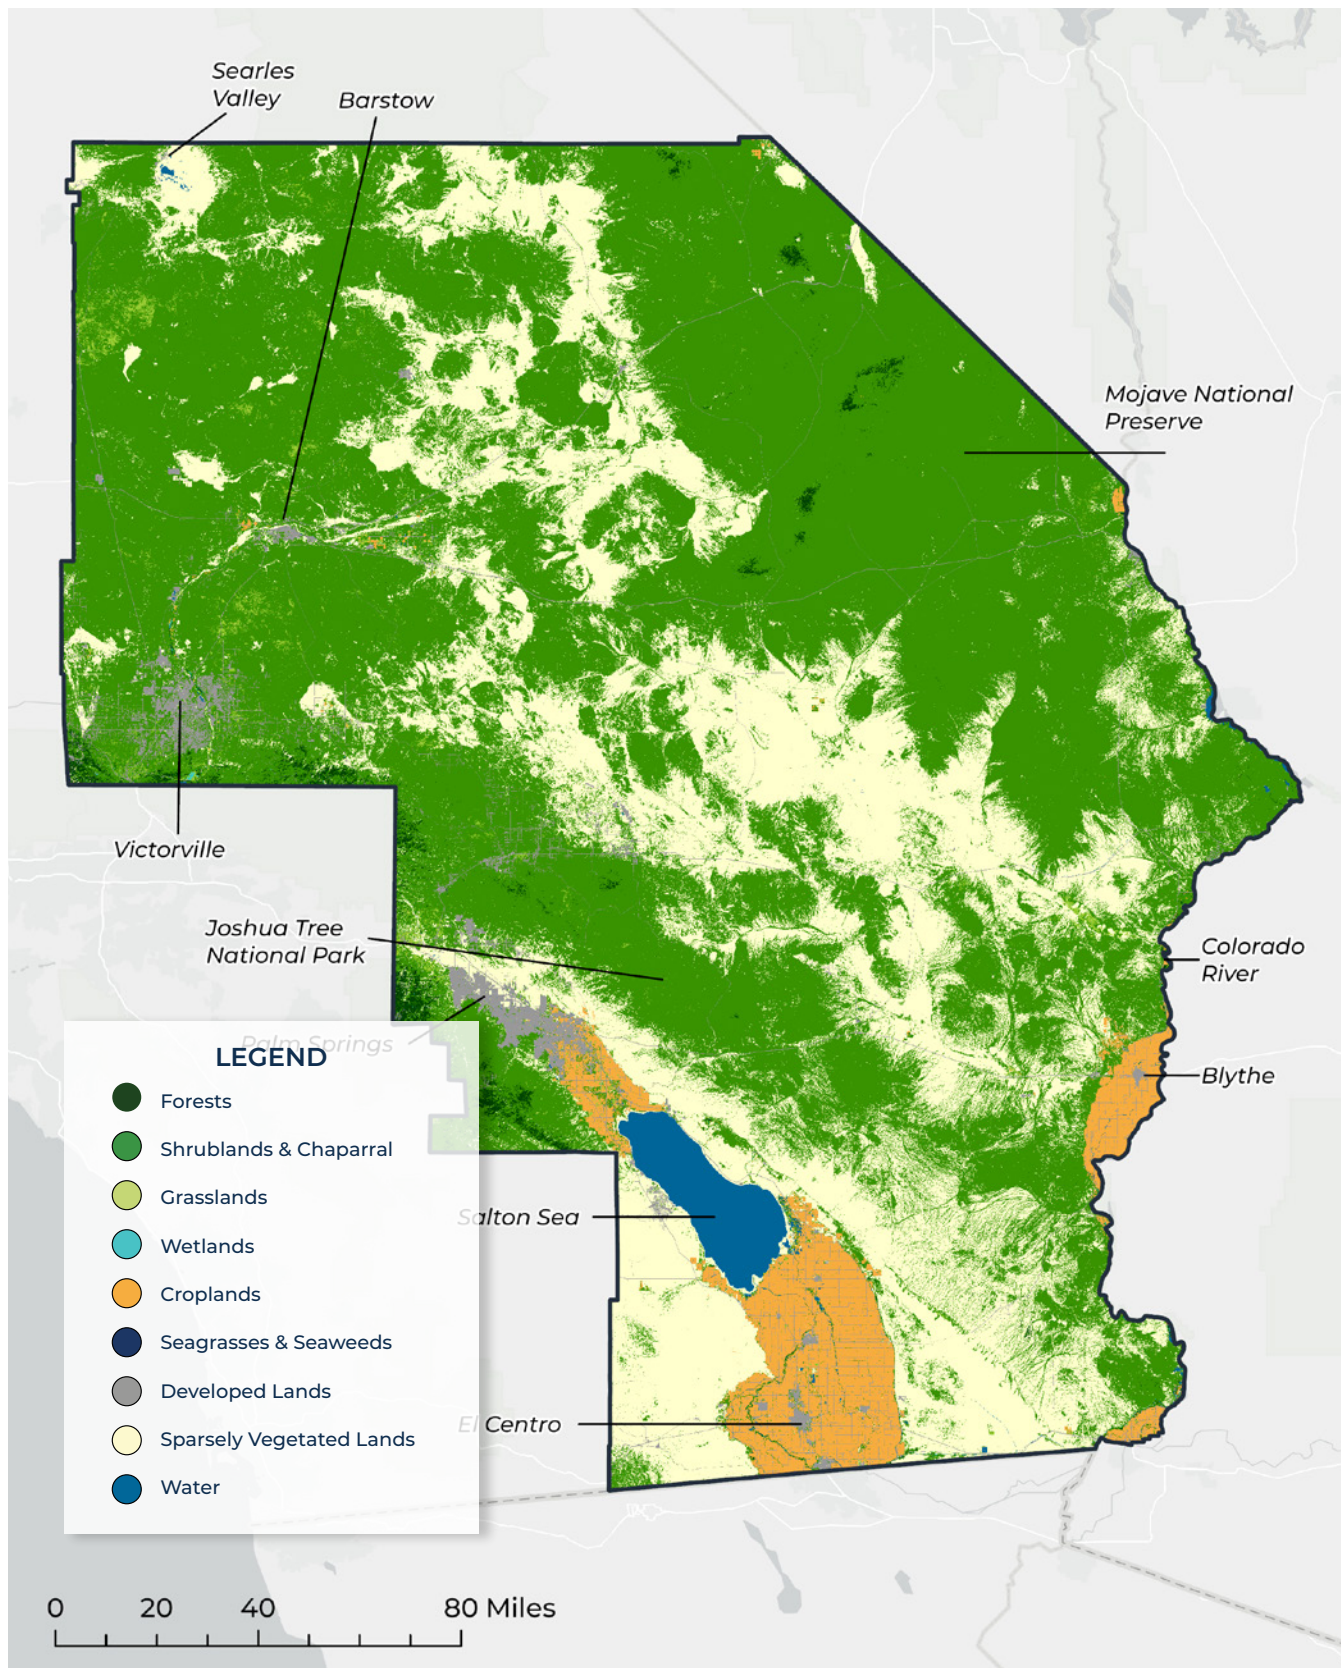 Searles
Valley
Barstow
Mojave National
Preserve
Victorville
Joshua Tree
National Park
Colorado
River
Palm Springs
Blythe
Salton Sea
El Centro
LEGEND
Forests
Shrublands & Chaparral
Grasslands
Wetlands
Croplands
Seagrasses & Seaweeds
Developed Lands
Sparsely Vegetated Lands
Water
0 20 40 80 Miles